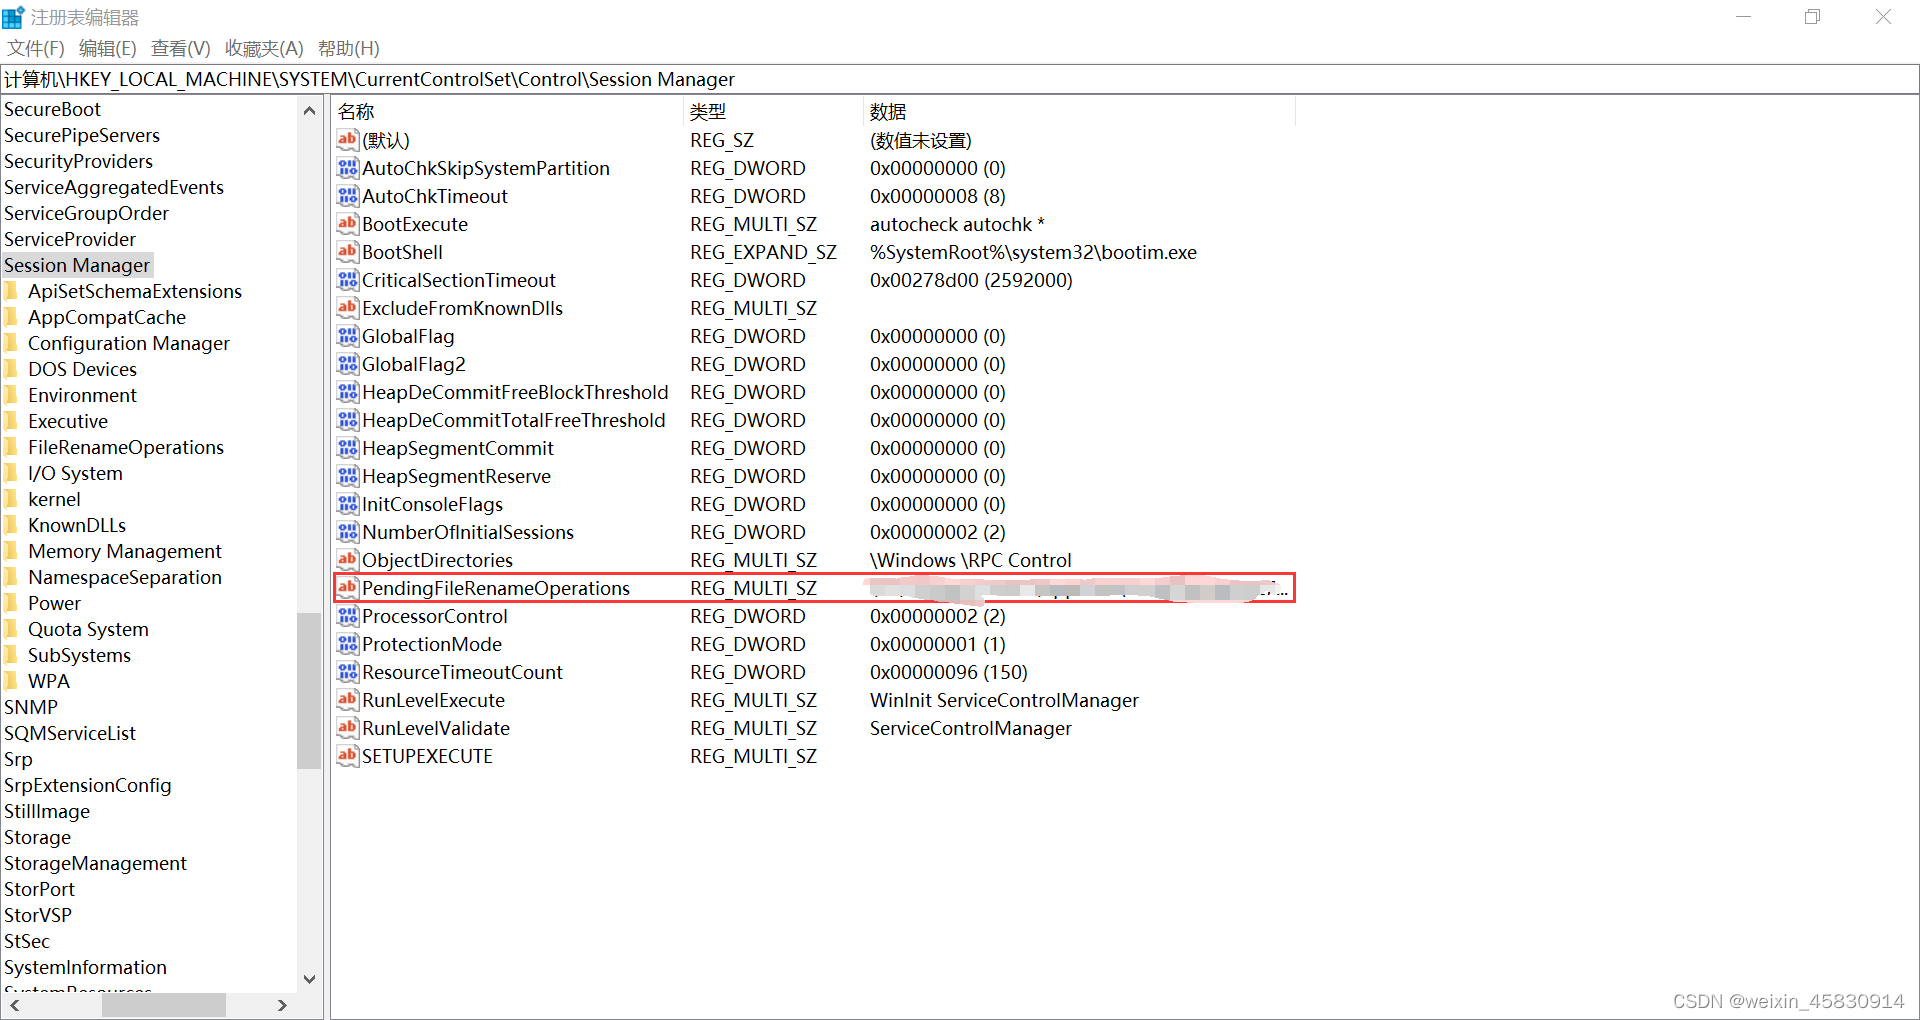 注册表编辑器
文件(F) 编辑(E) 查看(V) 收藏夹(A) 帮助(H)
计算机\HKEY_LOCAL_MACHINE\SYSTEM\CurrentControlSet\Control\Session Manager
SecureBoot
SecurePipeServers
SecurityProviders
ServiceAggregatedEvents
ServiceGroupOrder
ServiceProvider
Session Manager
ApiSetSchemaExtensions
AppCompatCache
Configuration Manager
DOS Devices
Environment
Executive
FileRenameOperations
I/O System
kernel
KnownDLLs
Memory Management
NamespaceSeparation
Power
Quota System
SubSystems
WPA
SNMP
SQMServiceList
Srp
SrpExtensionConfig
StillImage
Storage
StorageManagement
StorPort
StorVSP
StSec
SystemInformation
SystemResources
名称 类型 数据
(默认) REG_SZ (数值未设置)
AutoChkSkipSystemPartition REG_DWORD 0x00000000 (0)
AutoChkTimeout REG_DWORD 0x00000008 (8)
BootExecute REG_MULTI_SZ autocheck autochk *
BootShell REG_EXPAND_SZ %SystemRoot%\system32\bootim.exe
CriticalSectionTimeout REG_DWORD 0x00278d00 (2592000)
ExcludeFromKnownDlls REG_MULTI_SZ
GlobalFlag REG_DWORD 0x00000000 (0)
GlobalFlag2 REG_DWORD 0x00000000 (0)
HeapDeCommitFreeBlockThreshold REG_DWORD 0x00000000 (0)
HeapDeCommitTotalFreeThreshold REG_DWORD 0x00000000 (0)
HeapSegmentCommit REG_DWORD 0x00000000 (0)
HeapSegmentReserve REG_DWORD 0x00000000 (0)
InitConsoleFlags REG_DWORD 0x00000000 (0)
NumberOfInitialSessions REG_DWORD 0x00000002 (2)
ObjectDirectories REG_MULTI_SZ \Windows \RPC Control
PendingFileRenameOperations REG_MULTI_SZ
ProcessorControl REG_DWORD 0x00000002 (2)
ProtectionMode REG_DWORD 0x00000001 (1)
ResourceTimeoutCount REG_DWORD 0x00000096 (150)
RunLevelExecute REG_MULTI_SZ WinInit ServiceControlManager
RunLevelValidate REG_MULTI_SZ ServiceControlManager
SETUPEXECUTE REG_MULTI_SZ
CSDN @weixin_45830914